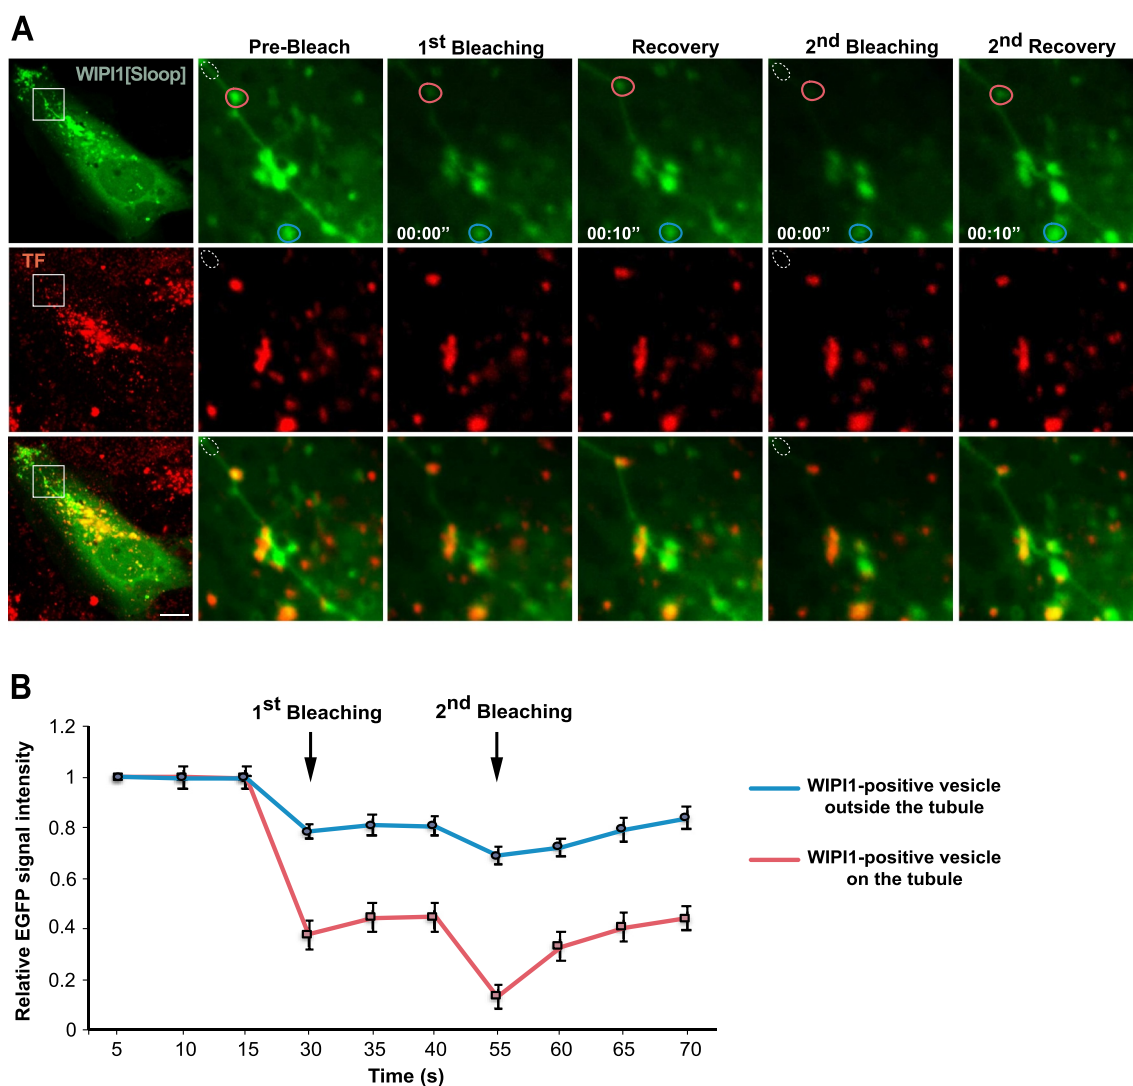 A
Pre-Bleach
1st Bleaching
Recovery
2nd Bleaching
2nd Recovery
WIPI1[Sloop]
00:00”
00:10”
00:00”
00:10”
TF
B
1st Bleaching
2nd Bleaching
Relative EGFP signal intensity
1.2
1
0.8
0.6
0.4
0.2
0
5
10
15
30
35
40
55
60
65
70
Time (s)
WIPI1-positive vesicle
outside the tubule
WIPI1-positive vesicle
on the tubule